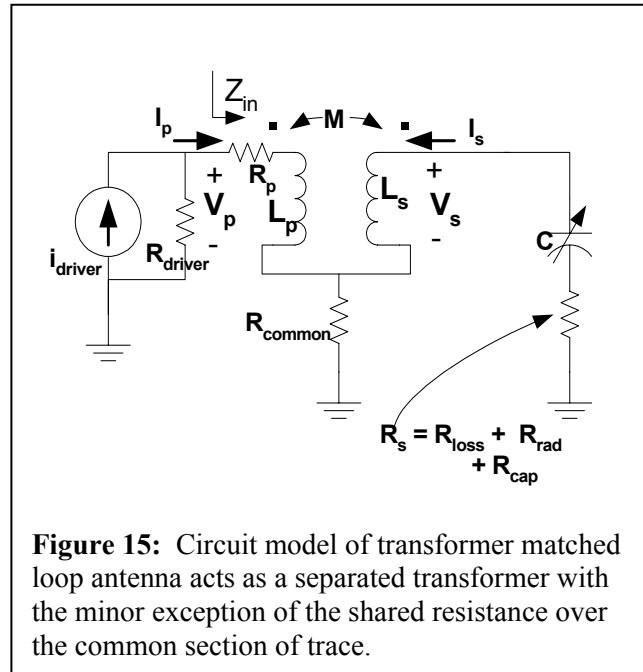 Z_in
I_p
M
I_s
+
R_p
+
V_p
L_p
L_s
V_s
-
-
i_driver
R_driver
C
R_common
R_s = R_loss + R_rad
+ R_cap
Figure 15: Circuit model of transformer matched
loop antenna acts as a separated transformer with
the minor exception of the shared resistance over
the common section of trace.